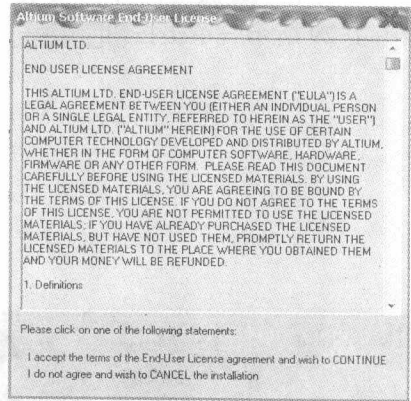 Altium Software End-User License
ALTIUM LTD.
END USER LICENSE AGREEMENT
THIS ALTIUM LTD. END-USER LICENSE AGREEMENT ("EULA") IS A
LEGAL AGREEMENT BETWEEN YOU (EITHER AN INDIVIDUAL PERSON
OR A SINGLE LEGAL ENTITY, REFERRED TO HEREIN AS THE "USER")
AND ALTIUM LTD. ("ALTIUM" HEREIN) FOR THE USE OF CERTAIN
COMPUTER TECHNOLOGY DEVELOPED AND DISTRIBUTED BY ALTIUM,
WHETHER IN THE FORM OF COMPUTER SOFTWARE, HARDWARE,
FIRMWARE OR ANY OTHER FORM. PLEASE READ THIS DOCUMENT
CAREFULLY BEFORE USING THE LICENSED MATERIALS. BY USING
THE LICENSED MATERIALS, YOU ARE AGREEING TO BE BOUND BY
THE TERMS OF THIS LICENSE. IF YOU DO NOT AGREE TO THE TERMS
OF THIS LICENSE, YOU ARE NOT PERMITTED TO USE THE LICENSED
MATERIALS; IF YOU HAVE ALREADY PURCHASED THE LICENSED
MATERIALS, BUT HAVE NOT USED THEM, PROMPTLY RETURN THE
LICENSED MATERIALS TO THE PLACE WHERE YOU OBTAINED THEM
AND YOUR MONEY WILL BE REFUNDED.
1. Definitions
Please click on one of the following statements:
I accept the terms of the End-User License agreement and wish to CONTINUE
I do not agree and wish to CANCEL the installation